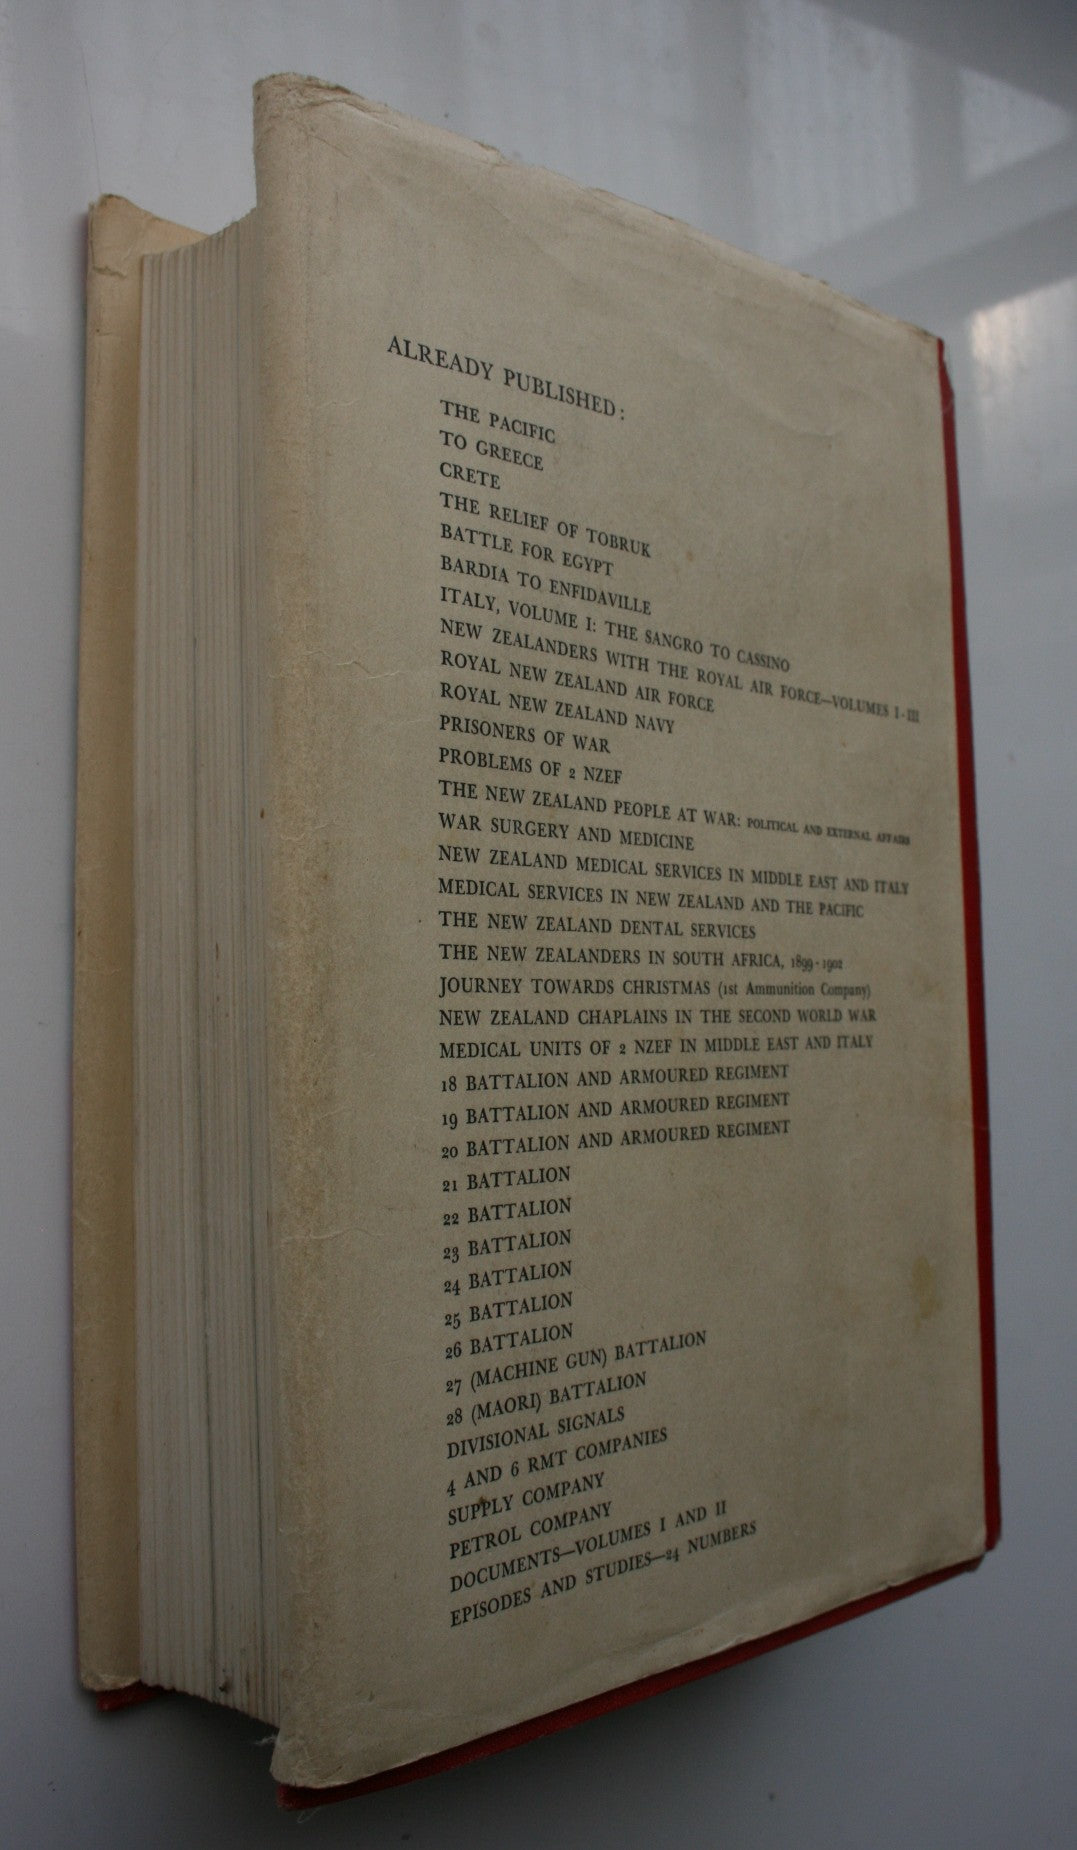 ALREADY PUBLISHED:
THE PACIFIC
TO GREECE
CRETE
THE RELIEF OF TOBRUK
BATTLE FOR EGYPT
BARDIA TO ENFIDAVILLE
ITALY, VOLUME I: THE SANGRO TO CASSINO
NEW ZEALANDERS WITH THE ROYAL AIR FORCE—VOLUMES I-III
ROYAL NEW ZEALAND AIR FORCE
ROYAL NEW ZEALAND NAVY
PRISONERS OF WAR
PROBLEMS OF 2 NZEF
THE NEW ZEALAND PEOPLE AT WAR: POLITICAL AND EXTERNAL AFFAIRS
WAR SURGERY AND MEDICINE
NEW ZEALAND MEDICAL SERVICES IN MIDDLE EAST AND ITALY
MEDICAL SERVICES IN NEW ZEALAND AND THE PACIFIC
THE NEW ZEALAND DENTAL SERVICES
THE NEW ZEALANDERS IN SOUTH AFRICA, 1899-1902
JOURNEY TOWARDS CHRISTMAS (1st Ammunition Company)
NEW ZEALAND CHAPLAINS IN THE SECOND WORLD WAR
MEDICAL UNITS OF 2 NZEF IN MIDDLE EAST AND ITALY
18 BATTALION AND ARMOURED REGIMENT
19 BATTALION AND ARMOURED REGIMENT
20 BATTALION AND ARMOURED REGIMENT
21 BATTALION
22 BATTALION
23 BATTALION
24 BATTALION
25 BATTALION
26 BATTALION
27 (MACHINE GUN) BATTALION
28 (MAORI) BATTALION
DIVISIONAL SIGNALS
4 AND 6 RMT COMPANIES
SUPPLY COMPANY
PETROL COMPANY
DOCUMENTS—VOLUMES I AND II
EPISODES AND STUDIES—24 NUMBERS